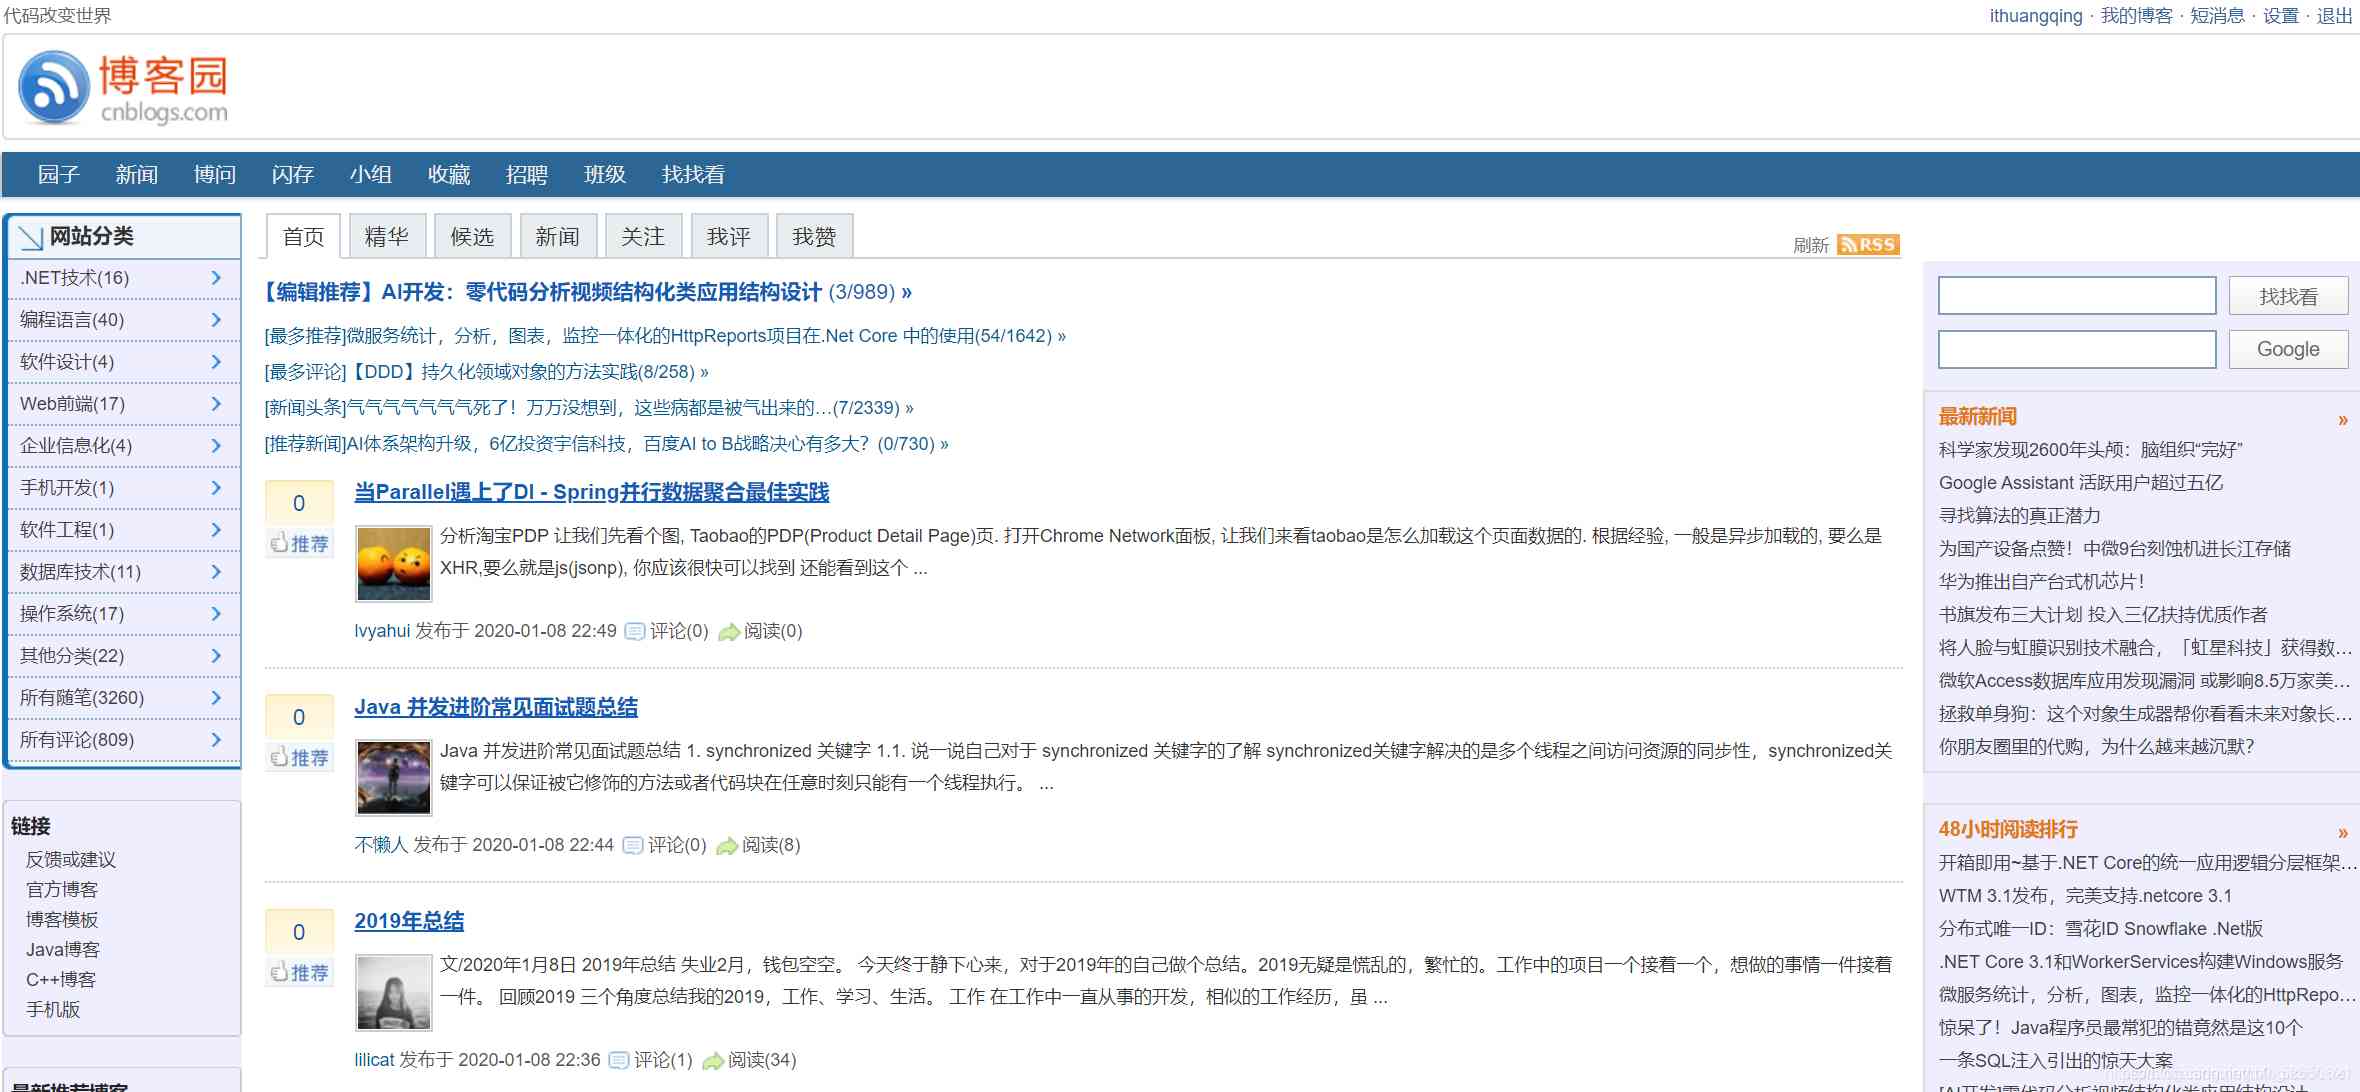 代码改变世界
ithuangqing · 我的博客 · 短消息 · 设置 · 退出
博客园
cnblogs.com
园子 新闻 博问 闪存 小组 收藏 招聘 班级 找找看
网站分类
.NET技术(16)
编程语言(40)
软件设计(4)
Web前端(17)
企业信息化(4)
手机开发(1)
软件工程(1)
数据库技术(11)
操作系统(17)
其他分类(22)
所有随笔(3260)
所有评论(809)
链接
反馈或建议
官方博客
博客模板
Java博客
C++博客
手机版
最新推荐博客
首页 精华 候选 新闻 关注 我评 我赞
刷新 RSS
【编辑推荐】AI开发：零代码分析视频结构化类应用结构设计 (3/989) »
[最多推荐]微服务统计，分析，图表，监控一体化的HttpReports项目在.Net Core 中的使用(54/1642) »
[最多评论]【DDD】持久化领域对象的方法实践(8/258) »
[新闻头条]气气气气气气气死了！万万没想到，这些病都是被气出来的…(7/2339) »
[推荐新闻]AI体系架构升级，6亿投资宇信科技，百度AI to B战略决心有多大？(0/730) »
0
推荐
当Parallel遇上了DI - Spring并行数据聚合最佳实践
分析淘宝PDP 让我们先看个图, Taobao的PDP(Product Detail Page)页. 打开Chrome Network面板, 让我们来看taobao是怎么加载这个页面数据的. 根据经验, 一般是异步加载的, 要么是
XHR,要么就是js(jsonp), 你应该很快可以找到 还能看到这个 ...
lvyahui 发布于 2020-01-08 22:49 评论(0) 阅读(0)
0
推荐
Java 并发进阶常见面试题总结
Java 并发进阶常见面试题总结 1. synchronized 关键字 1.1. 说一说自己对于 synchronized 关键字的了解 synchronized关键字解决的是多个线程之间访问资源的同步性，synchronized关
键字可以保证被它修饰的方法或者代码块在任意时刻只能有一个线程执行。 ...
不懒人 发布于 2020-01-08 22:44 评论(0) 阅读(8)
0
推荐
2019年总结
文/2020年1月8日 2019年总结 失业2月，钱包空空。 今天终于静下心来，对于2019年的自己做个总结。2019无疑是慌乱的，繁忙的。工作中的项目一个接着一个，想做的事情一件接着
一件。 回顾2019 三个角度总结我的2019，工作、学习、生活。 工作 在工作中一直从事的开发，相似的工作经历，虽 ...
lilicat 发布于 2020-01-08 22:36 评论(1) 阅读(34)
找找看
Google
最新新闻 »
科学家发现2600年头颅：脑组织“完好”
Google Assistant 活跃用户超过五亿
寻找算法的真正潜力
为国产设备点赞！中微9台刻蚀机进长江存储
华为推出自产台式机芯片！
书旗发布三大计划 投入三亿扶持优质作者
将人脸与虹膜识别技术融合，「虹星科技」获得数…
微软Access数据库应用发现漏洞 或影响8.5万家美…
拯救单身狗：这个对象生成器帮你看看未来对象长…
你朋友圈里的代购，为什么越来越沉默？
48小时阅读排行 »
开箱即用~基于.NET Core的统一应用逻辑分层框架…
WTM 3.1发布，完美支持.netcore 3.1
分布式唯一ID：雪花ID Snowflake .Net版
.NET Core 3.1和WorkerServices构建Windows服务
微服务统计，分析，图表，监控一体化的HttpRepo…
惊呆了！Java程序员最常犯的错竟然是这10个
一条SQL注入引出的惊天大案
[AI开发]零代码分析视频结构化类应用结构设计